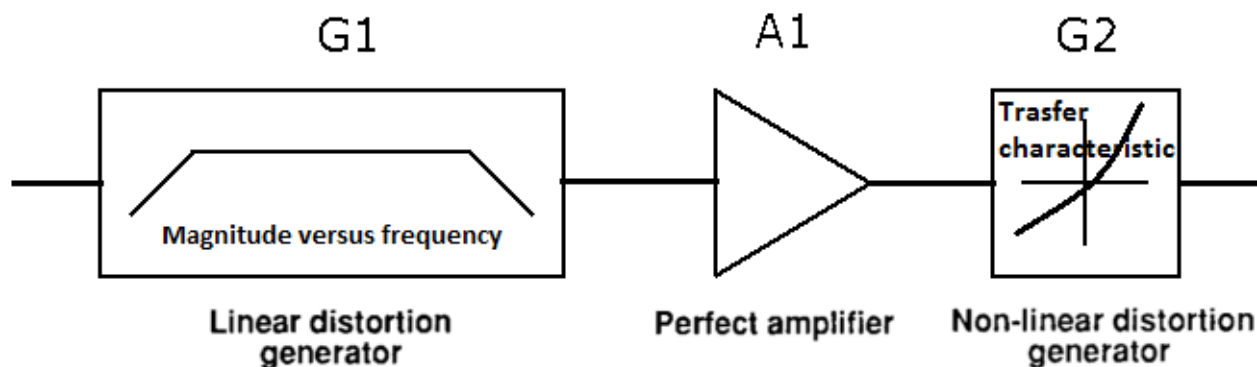 G1
A1
G2
Magnitude versus frequency
Trasfer
characteristic
Linear distortion
generator
Perfect amplifier
Non-linear distortion
generator